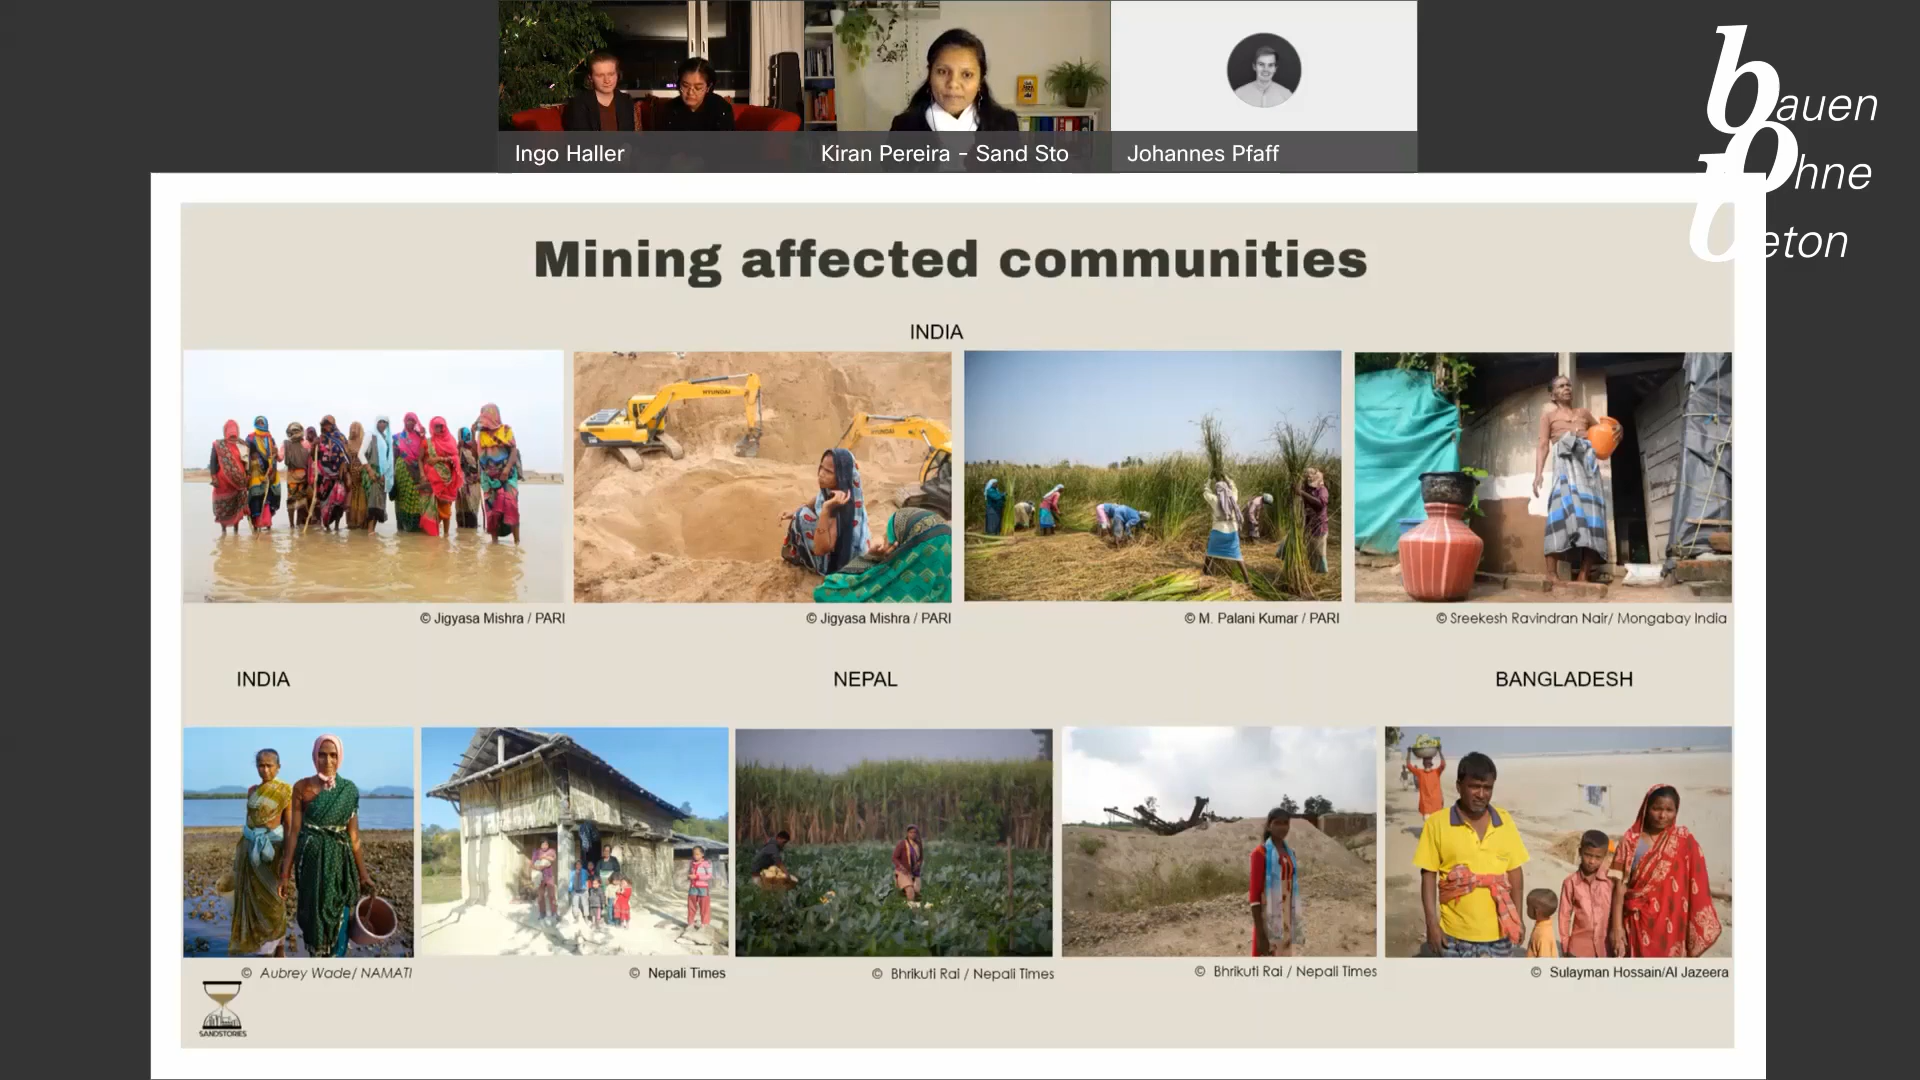 Ingo Haller
Kiran Pereira - Sand Sto
Johannes Pfaff
bauen
ohne
beton
Mining affected communities
INDIA
HYUNDAI
HYUNDAI
© Jigyasa Mishra / PARI
© Jigyasa Mishra / PARI
© M. Palani Kumar / PARI
© Sreekesh Ravindran Nair/ Mongabay India
INDIA
NEPAL
BANGLADESH
© Aubrey Wade/ NAMATI
© Nepali Times
© Bhrikuti Rai / Nepali Times
© Bhrikuti Rai / Nepali Times
© Sulayman Hossain/Al Jazeera
SANDSTORIES